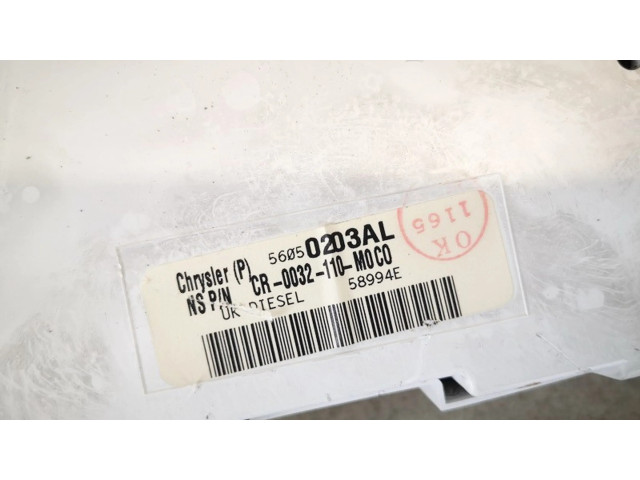 Chrysler (P) 56050203AL
NS P/N CR-0032-110-M0C0
UK DIESEL 58994E
OK
1165